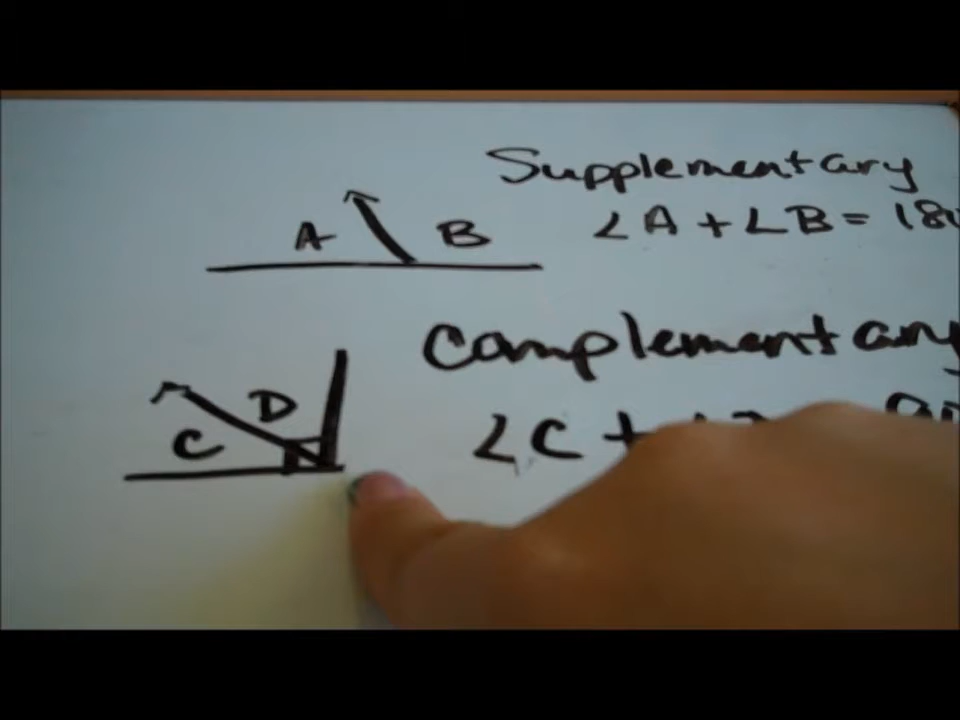 Supplementary
A B ∠A + ∠B = 18
Complementary
D
C ∠C +